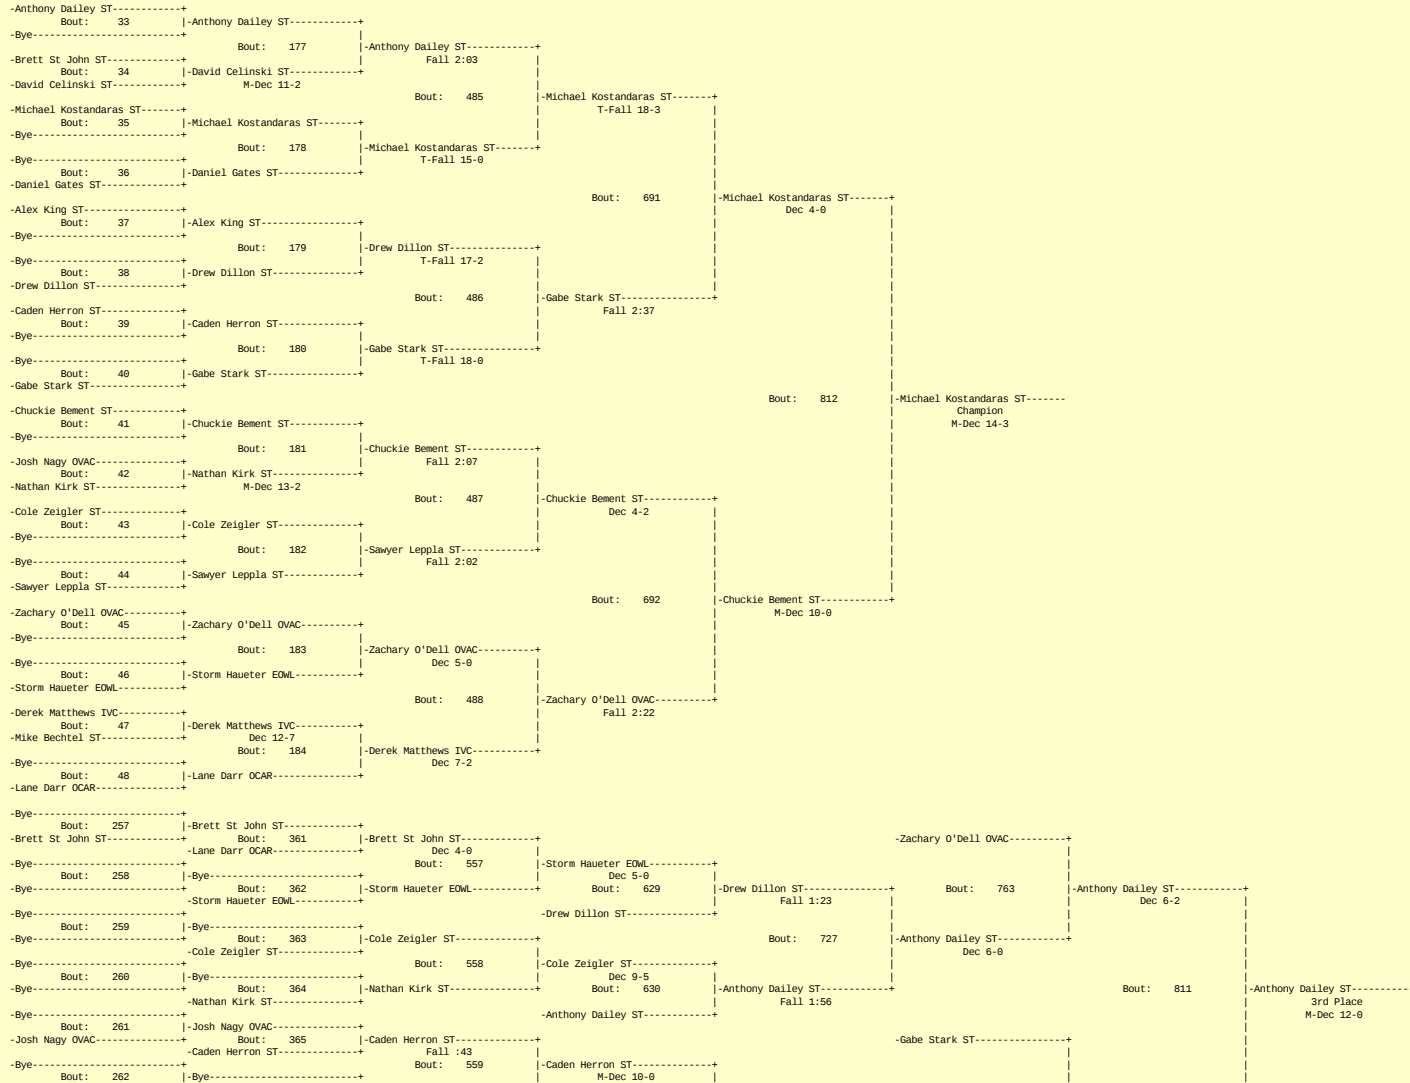 -Anthony Dailey ST------------+
Bout: 33 |-Anthony Dailey ST------------+
-Bye--------------------------+ |
Bout: 177 |-Anthony Dailey ST------------+
-Brett St John ST-------------+ | Fall 2:03 |
Bout: 34 |-David Celinski ST------------+ |
-David Celinski ST------------+ M-Dec 11-2 |
Bout: 485 |-Michael Kostandaras ST-------+
-Michael Kostandaras ST-------+ | T-Fall 18-3 |
Bout: 35 |-Michael Kostandaras ST-------+ | |
-Bye--------------------------+ | | |
Bout: 178 |-Michael Kostandaras ST-------+ |
-Bye--------------------------+ | T-Fall 15-0 |
Bout: 36 |-Daniel Gates ST--------------+ |
-Daniel Gates ST--------------+ |
Bout: 691 |-Michael Kostandaras ST-------+
-Alex King ST-----------------+ | Dec 4-0 |
Bout: 37 |-Alex King ST-----------------+ | |
-Bye--------------------------+ | | |
Bout: 179 |-Drew Dillon ST---------------+ | |
-Bye--------------------------+ | T-Fall 17-2 | | |
Bout: 38 |-Drew Dillon ST---------------+ | | |
-Drew Dillon ST---------------+ | | |
Bout: 486 |-Gabe Stark ST----------------+ |
-Caden Herron ST--------------+ | Fall 2:37 |
Bout: 39 |-Caden Herron ST--------------+ | |
-Bye--------------------------+ | | |
Bout: 180 |-Gabe Stark ST----------------+ |
-Bye--------------------------+ | T-Fall 18-0 |
Bout: 40 |-Gabe Stark ST----------------+ |
-Gabe Stark ST----------------+ |
Bout: 812 |-Michael Kostandaras ST-------
-Chuckie Bement ST------------+ | Champion
Bout: 41 |-Chuckie Bement ST------------+ | M-Dec 14-3
-Bye--------------------------+ | |
Bout: 181 |-Chuckie Bement ST------------+ |
-Josh Nagy OVAC---------------+ | Fall 2:07 | |
Bout: 42 |-Nathan Kirk ST---------------+ | |
-Nathan Kirk ST---------------+ M-Dec 13-2 | |
Bout: 487 |-Chuckie Bement ST------------+ |
-Cole Zeigler ST--------------+ | Dec 4-2 | |
Bout: 43 |-Cole Zeigler ST--------------+ | | |
-Bye--------------------------+ | | | |
Bout: 182 |-Sawyer Leppla ST-------------+ | |
-Bye--------------------------+ | Fall 2:02 | |
Bout: 44 |-Sawyer Leppla ST-------------+ | |
-Sawyer Leppla ST-------------+ | |
Bout: 692 |-Chuckie Bement ST------------+
-Zachary O'Dell OVAC----------+ | M-Dec 10-0
Bout: 45 |-Zachary O'Dell OVAC----------+ |
-Bye--------------------------+ | |
Bout: 183 |-Zachary O'Dell OVAC----------+ |
-Bye--------------------------+ | Dec 5-0 | |
Bout: 46 |-Storm Haueter EOWL-----------+ | |
-Storm Haueter EOWL-----------+ | |
Bout: 488 |-Zachary O'Dell OVAC----------+
-Derek Matthews IVC-----------+ | Fall 2:22
Bout: 47 |-Derek Matthews IVC-----------+ |
-Mike Bechtel ST--------------+ Dec 12-7 | |
Bout: 184 |-Derek Matthews IVC-----------+
-Bye--------------------------+ | Dec 7-2
Bout: 48 |-Lane Darr OCAR---------------+
-Lane Darr OCAR---------------+
-Bye--------------------------+
Bout: 257 |-Brett St John ST-------------+
-Brett St John ST-------------+ Bout: 361 |-Brett St John ST-------------+ -Zachary O'Dell OVAC----------+
-Lane Darr OCAR---------------+ Dec 4-0 | |
-Bye--------------------------+ Bout: 557 |-Storm Haueter EOWL-----------+ |
Bout: 258 |-Bye--------------------------+ | Dec 5-0 | |
-Bye--------------------------+ Bout: 362 |-Storm Haueter EOWL-----------+ Bout: 629 |-Drew Dillon ST---------------+ Bout: 763 |-Anthony Dailey ST------------+
-Storm Haueter EOWL-----------+ | Fall 1:23 | | Dec 6-2 |
-Bye--------------------------+ -Drew Dillon ST---------------+ | | |
Bout: 259 |-Bye--------------------------+ | | |
-Bye--------------------------+ Bout: 363 |-Cole Zeigler ST--------------+ Bout: 727 |-Anthony Dailey ST------------+ |
-Cole Zeigler ST--------------+ | | Dec 6-0 |
-Bye--------------------------+ Bout: 558 |-Cole Zeigler ST--------------+ | |
Bout: 260 |-Bye--------------------------+ | Dec 9-5 | | |
-Bye--------------------------+ Bout: 364 |-Nathan Kirk ST---------------+ Bout: 630 |-Anthony Dailey ST------------+ Bout: 811 |-Anthony Dailey ST------------
-Nathan Kirk ST---------------+ | Fall 1:56 | 3rd Place
-Bye--------------------------+ -Anthony Dailey ST------------+ | M-Dec 12-0
Bout: 261 |-Josh Nagy OVAC---------------+ |
-Josh Nagy OVAC---------------+ Bout: 365 |-Caden Herron ST--------------+ -Gabe Stark ST----------------+ |
-Caden Herron ST--------------+ Fall :43 | | |
-Bye--------------------------+ Bout: 559 |-Caden Herron ST--------------+ | |
Bout: 262 |-Bye--------------------------+ | M-Dec 10-0 | | |